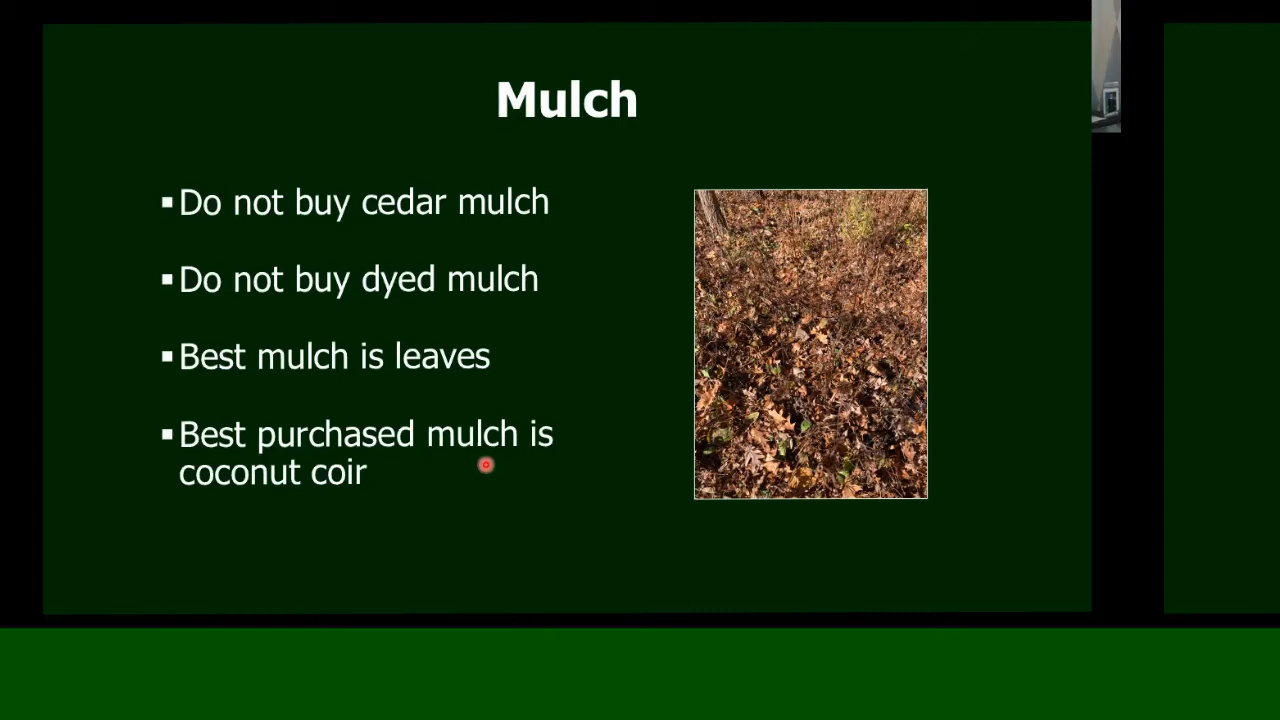 Mulch
▪Do not buy cedar mulch
▪Do not buy dyed mulch
▪Best mulch is leaves
▪Best purchased mulch is
coconut coir